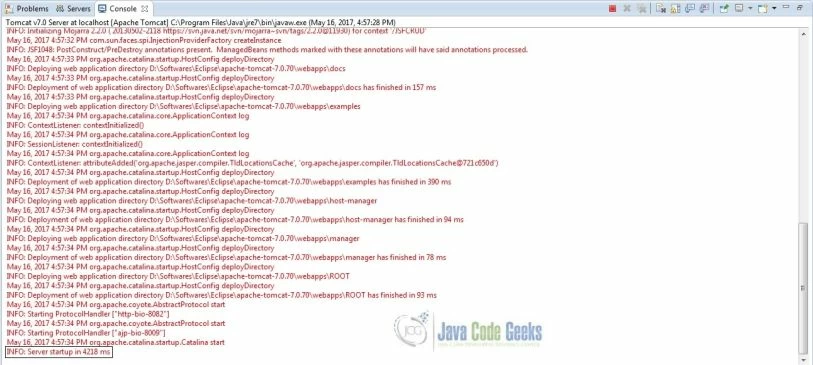 Problems Servers Console
Tomcat v7.0 Server at localhost [Apache Tomcat] C:\Program Files\Java\jre7\bin\javaw.exe (May 16, 2017, 4:57:28 PM)
INFO: Initializing Mojarra 2.2.0 ( 20130502-2118 https://svn.java.net/svn/mojarra~svn/tags/2.2.0@11930) for context '/JSFCRUD'
May 16, 2017 4:57:32 PM com.sun.faces.spi.InjectionProviderFactory createInstance
INFO: JSF1048: PostConstruct/PreDestroy annotations present. ManagedBeans methods marked with these annotations will have said annotations processed.
May 16, 2017 4:57:33 PM org.apache.catalina.startup.HostConfig deployDirectory
INFO: Deploying web application directory D:\Softwares\Eclipse\apache-tomcat-7.0.70\webapps\docs
May 16, 2017 4:57:33 PM org.apache.catalina.startup.HostConfig deployDirectory
INFO: Deployment of web application directory D:\Softwares\Eclipse\apache-tomcat-7.0.70\webapps\docs has finished in 157 ms
May 16, 2017 4:57:33 PM org.apache.catalina.startup.HostConfig deployDirectory
INFO: Deploying web application directory D:\Softwares\Eclipse\apache-tomcat-7.0.70\webapps\examples
May 16, 2017 4:57:34 PM org.apache.catalina.core.ApplicationContext log
INFO: ContextListener: contextInitialized()
May 16, 2017 4:57:34 PM org.apache.catalina.core.ApplicationContext log
INFO: SessionListener: contextInitialized()
May 16, 2017 4:57:34 PM org.apache.catalina.core.ApplicationContext log
INFO: ContextListener: attributeAdded('org.apache.jasper.compiler.TldLocationsCache', 'org.apache.jasper.compiler.TldLocationsCache@721c650d')
May 16, 2017 4:57:34 PM org.apache.catalina.startup.HostConfig deployDirectory
INFO: Deployment of web application directory D:\Softwares\Eclipse\apache-tomcat-7.0.70\webapps\examples has finished in 390 ms
May 16, 2017 4:57:34 PM org.apache.catalina.startup.HostConfig deployDirectory
INFO: Deploying web application directory D:\Softwares\Eclipse\apache-tomcat-7.0.70\webapps\host-manager
May 16, 2017 4:57:34 PM org.apache.catalina.startup.HostConfig deployDirectory
INFO: Deployment of web application directory D:\Softwares\Eclipse\apache-tomcat-7.0.70\webapps\host-manager has finished in 94 ms
May 16, 2017 4:57:34 PM org.apache.catalina.startup.HostConfig deployDirectory
INFO: Deploying web application directory D:\Softwares\Eclipse\apache-tomcat-7.0.70\webapps\manager
May 16, 2017 4:57:34 PM org.apache.catalina.startup.HostConfig deployDirectory
INFO: Deployment of web application directory D:\Softwares\Eclipse\apache-tomcat-7.0.70\webapps\manager has finished in 78 ms
May 16, 2017 4:57:34 PM org.apache.catalina.startup.HostConfig deployDirectory
INFO: Deploying web application directory D:\Softwares\Eclipse\apache-tomcat-7.0.70\webapps\ROOT
May 16, 2017 4:57:34 PM org.apache.catalina.startup.HostConfig deployDirectory
INFO: Deployment of web application directory D:\Softwares\Eclipse\apache-tomcat-7.0.70\webapps\ROOT has finished in 93 ms
May 16, 2017 4:57:34 PM org.apache.coyote.AbstractProtocol start
INFO: Starting ProtocolHandler ["http-bio-8082"]
May 16, 2017 4:57:34 PM org.apache.coyote.AbstractProtocol start
INFO: Starting ProtocolHandler ["ajp-bio-8009"]
May 16, 2017 4:57:34 PM org.apache.catalina.startup.Catalina start
INFO: Server startup in 4218 ms
Java Code Geeks